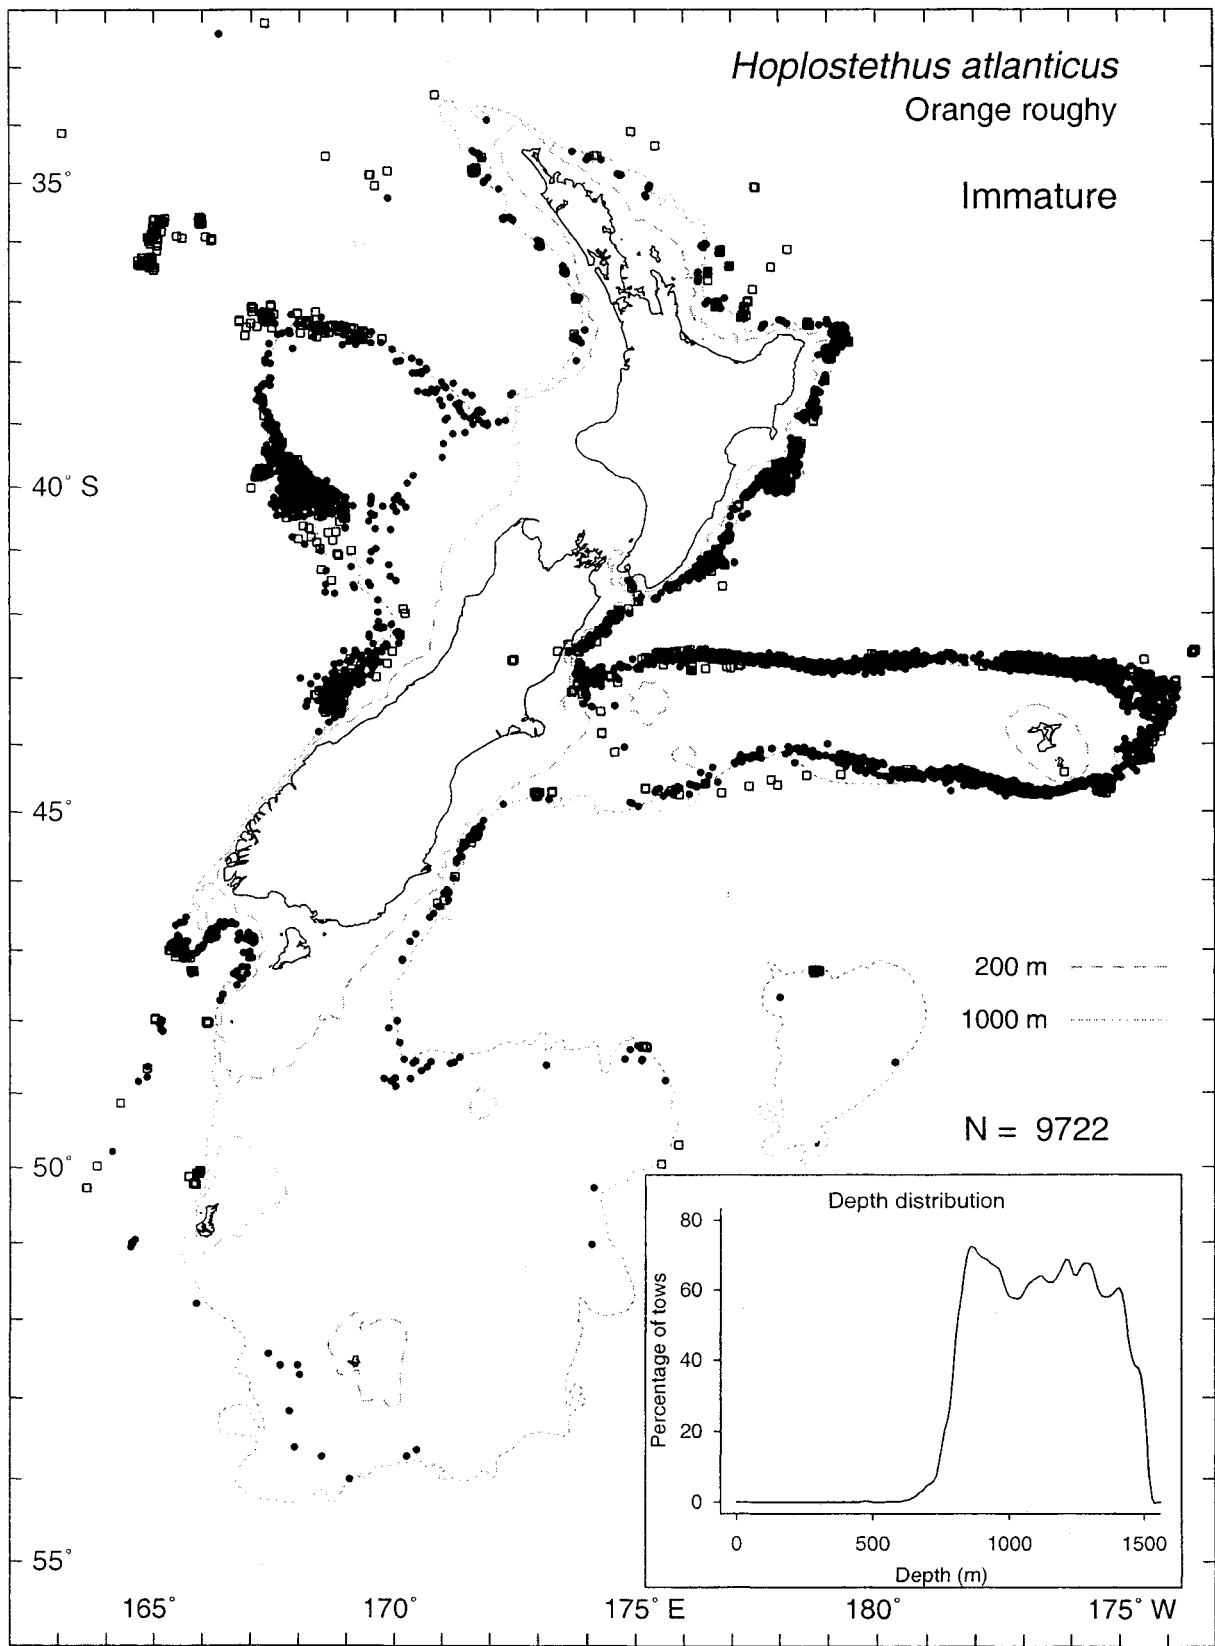 Hoplostethus atlanticus
Orange roughy
Immature
35°
40° S
45°
200 m
1000 m
N = 9722
50°
Depth distribution
80
60
40
20
0
Percentage of tows
0 500 1000 1500
Depth (m)
55°
165° 170° 175° E 180° 175° W